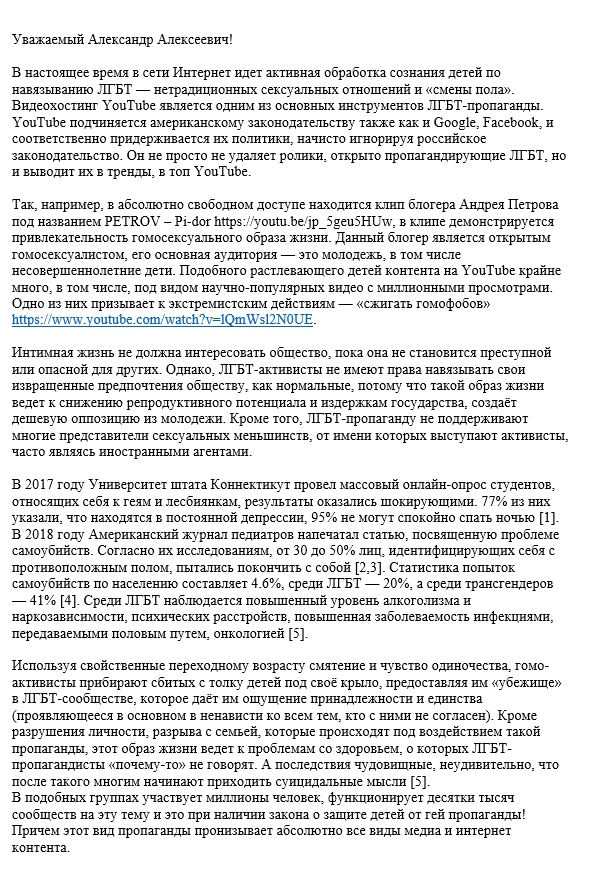 Уважаемый Александр Алексеевич!
В настоящее время в сети Интернет идет активная обработка сознания детей по
навязыванию ЛГБТ — нетрадиционных сексуальных отношений и «смены пола».
Видеохостинг YouTube является одним из основных инструментов ЛГБТ-пропаганды.
YouTube подчиняется американскому законодательству также как и Google, Facebook, и
соответственно придерживается их политики, начисто игнорируя российское
законодательство. Он не просто не удаляет ролики, открыто пропагандирующие ЛГБТ, но
и выводит их в тренды, в топ YouTube.
Так, например, в абсолютно свободном доступе находится клип блогера Андрея Петрова
под названием PETROV – Pi-dor https://youtu.be/jp_5geu5HUw, в клипе демонстрируется
привлекательность гомосексуального образа жизни. Данный блогер является открытым
гомосексуалистом, его основная аудитория — это молодежь, в том числе
несовершеннолетние дети. Подобного растлевающего детей контента на YouTube крайне
много, в том числе, под видом научно-популярных видео с миллионными просмотрами.
Одно из них призывает к экстремистским действиям — «сжигать гомофобов»
https://www.youtube.com/watch?v=lQmWsl2N0UE.
Интимная жизнь не должна интересовать общество, пока она не становится преступной
или опасной для других. Однако, ЛГБТ-активисты не имеют права навязывать свои
извращенные предпочтения обществу, как нормальные, потому что такой образ жизни
ведет к снижению репродуктивного потенциала и издержкам государства, создаёт
дешевую оппозицию из молодежи. Кроме того, ЛГБТ-пропаганду не поддерживают
многие представители сексуальных меньшинств, от имени которых выступают активисты,
часто являясь иностранными агентами.
В 2017 году Университет штата Коннектикут провел массовый онлайн-опрос студентов,
относящих себя к геям и лесбиянкам, результаты оказались шокирующими. 77% из них
указали, что находятся в постоянной депрессии, 95% не могут спокойно спать ночью [1].
В 2018 году Американский журнал педиатров напечатал статью, посвященную проблеме
самоубийств. Согласно их исследованиям, от 30 до 50% лиц, идентифицирующих себя с
противоположным полом, пытались покончить с собой [2,3]. Статистика попыток
самоубийств по населению составляет 4.6%, среди ЛГБТ — 20%, а среди трансгендеров
— 41% [4]. Среди ЛГБТ наблюдается повышенный уровень алкоголизма и
наркозависимости, психических расстройств, повышенная заболеваемость инфекциями,
передаваемыми половым путем, онкологией [5].
Используя свойственные переходному возрасту смятение и чувство одиночества, гомо-
активисты прибирают сбитых с толку детей под своё крыло, предоставляя им «убежище»
в ЛГБТ-сообществе, которое даёт им ощущение принадлежности и единства
(проявляющееся в основном в ненависти ко всем тем, кто с ними не согласен). Кроме
разрушения личности, разрыва с семьей, которые происходят под воздействием такой
пропаганды, этот образ жизни ведет к проблемам со здоровьем, о которых ЛГБТ-
пропагандисты «почему-то» не говорят. А последствия чудовищные, неудивительно, что
после такого многим начинают приходить суицидальные мысли [5].
В подобных группах участвует миллионы человек, функционирует десятки тысяч
сообществ на эту тему и это при наличии закона о защите детей от гей пропаганды!
Причем этот вид пропаганды пронизывает абсолютно все виды медиа и интернет
контента.